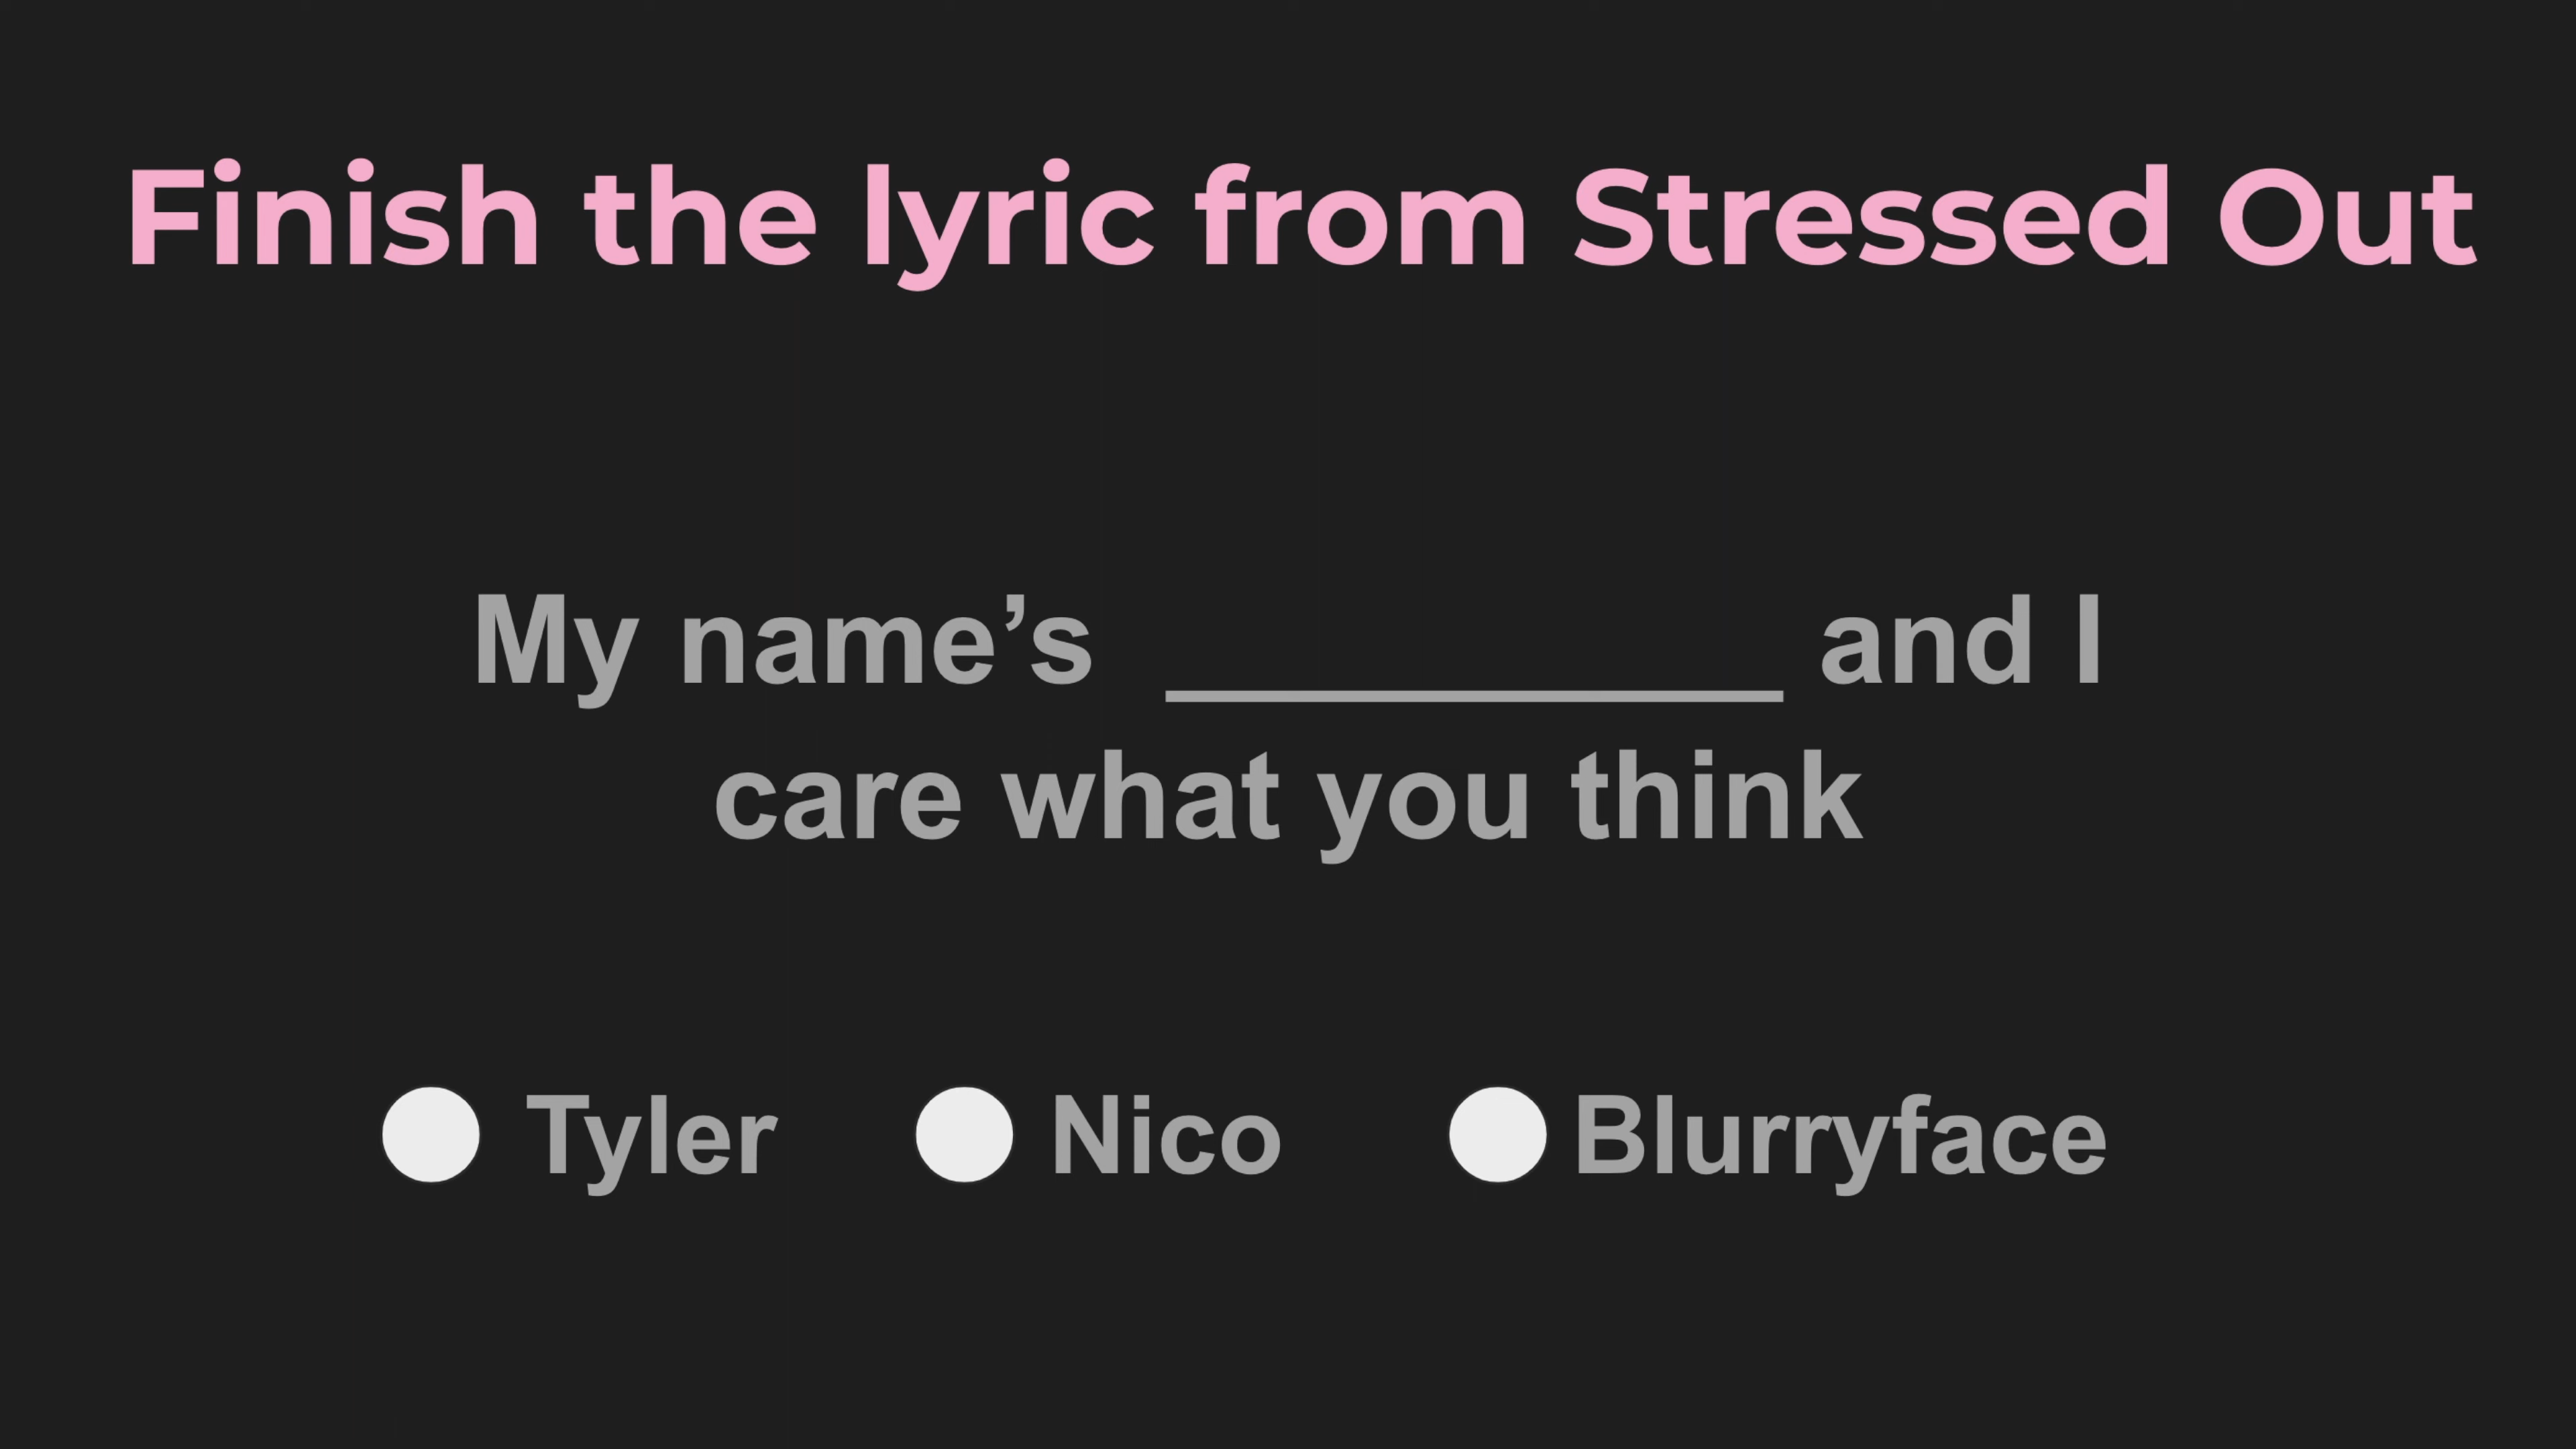 Finish the lyric from Stressed Out
My name’s __________ and I
care what you think
Tyler
Nico
Blurryface